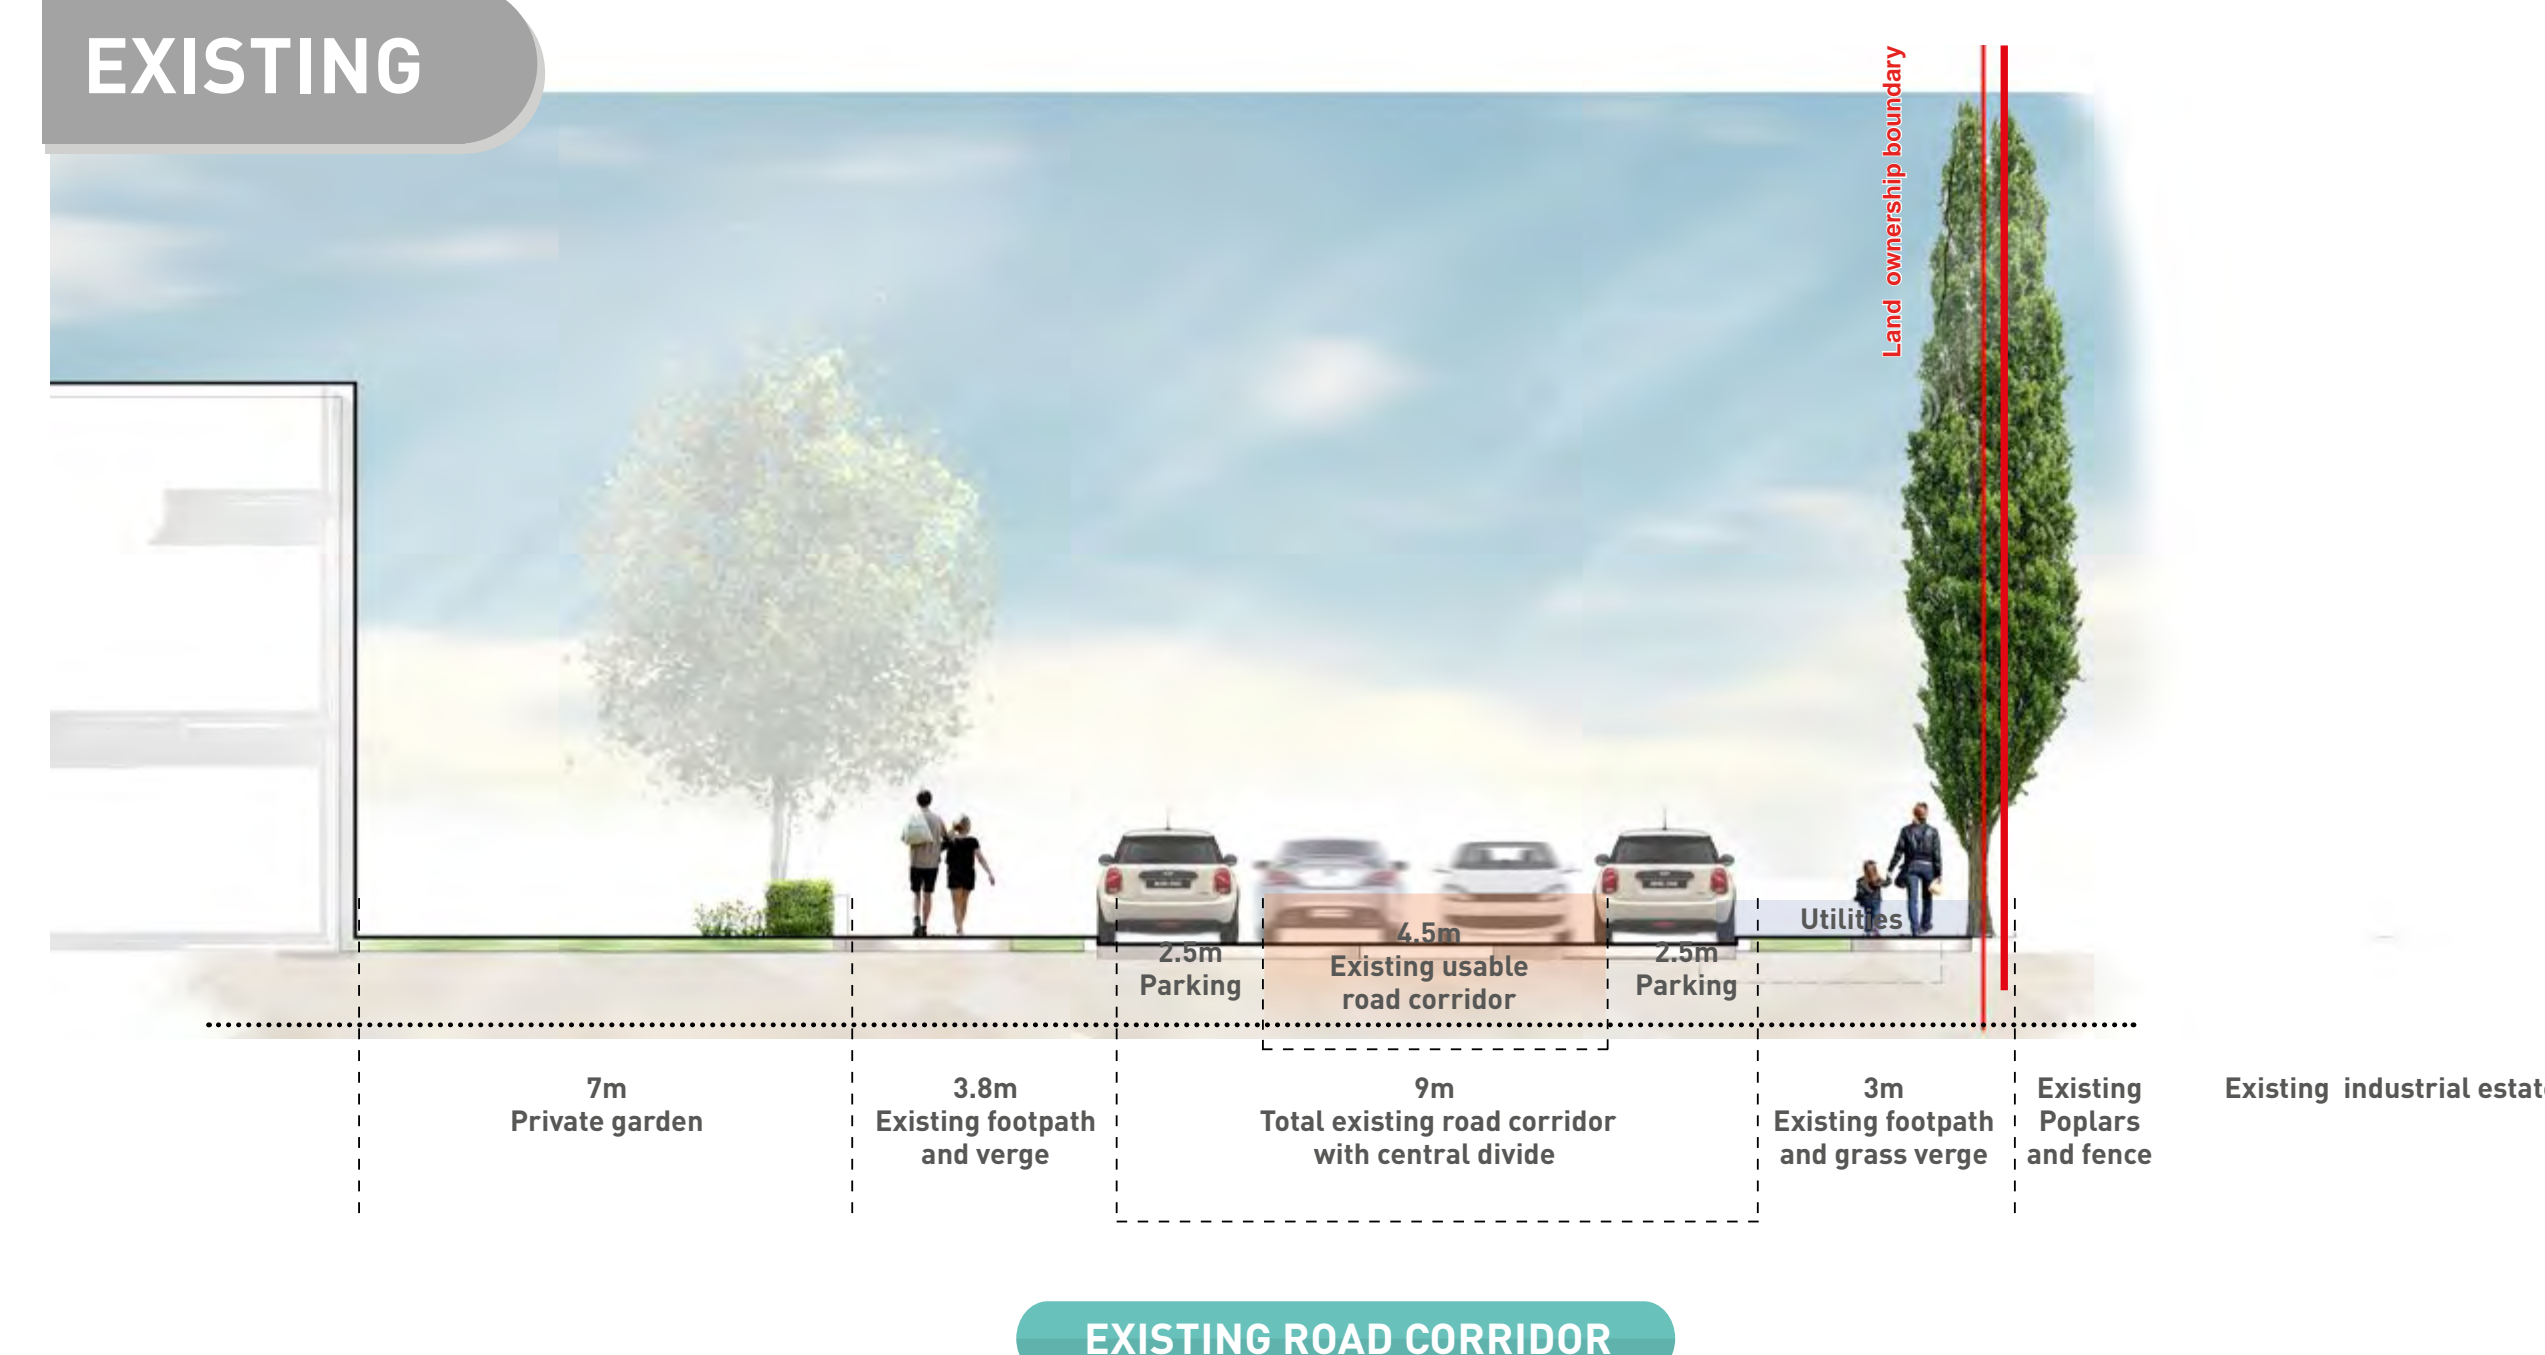 EXISTING
Land ownership boundary
Utilities
2.5m
Parking
4.5m
Existing usable
road corridor
2.5m
Parking
7m
Private garden
3.8m
Existing footpath
and verge
9m
Total existing road corridor
with central divide
3m
Existing footpath
and grass verge
Existing
Poplars
and fence
Existing industrial estat
EXISTING ROAD CORRIDOR